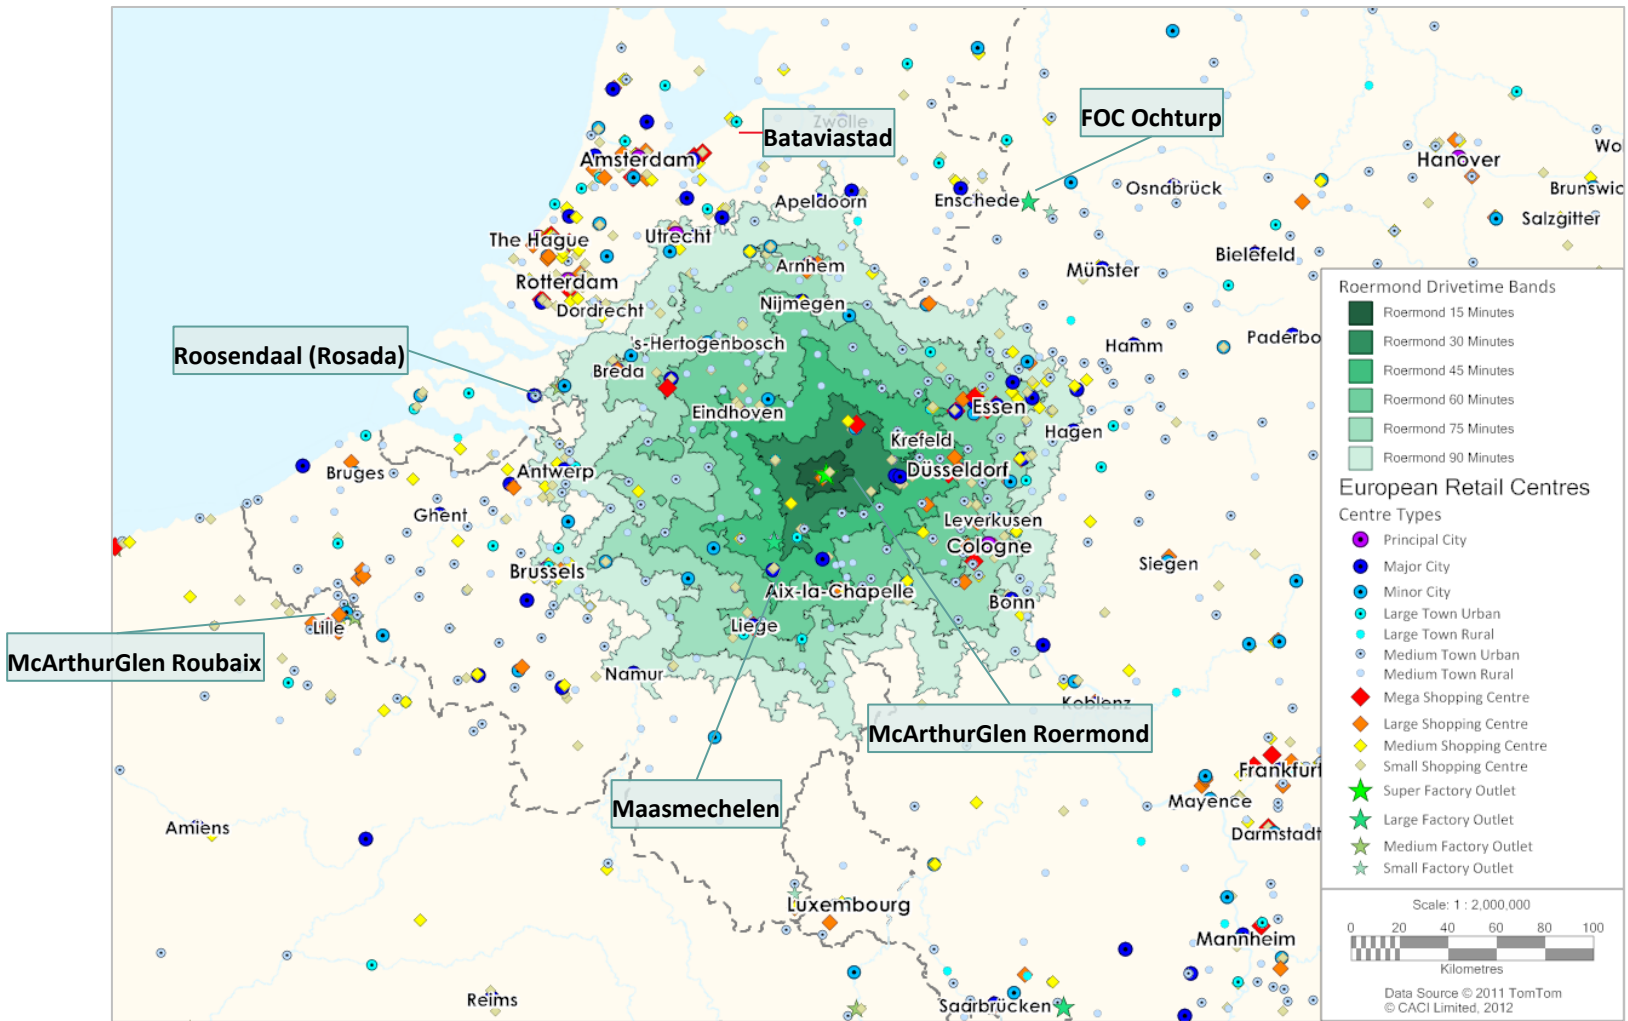 Zwolle
Bataviastad
FOC Ochturp
Amsterdam
Hanover
Wo
Apeldoorn
Enschede
Osnabrück
Brunswic
Salzgitter
The Hague
Utrecht
Bielefeld
Arnhem
Münster
Rotterdam
Dordrecht
Nijmegen
Paderbo
Hamm
's-Hertogenbosch
Roosendaal (Rosada)
Breda
Eindhoven
Essen
Hagen
Krefeld
Bruges
Antwerp
Düsseldorf
Ghent
Leverkusen
Cologne
Siegen
Brussels
Aix-la-Chapelle
Bonn
Lille
Liege
McArthurGlen Roubaix
Namur
Koblenz
McArthurGlen Roermond
Maasmechelen
Frankfurt
Mayence
Amiens
Darmstadt
Luxembourg
Mannheim
Reims
Saarbrücken
Roermond Drivetime Bands
Roermond 15 Minutes
Roermond 30 Minutes
Roermond 45 Minutes
Roermond 60 Minutes
Roermond 75 Minutes
Roermond 90 Minutes
European Retail Centres
Centre Types
Principal City
Major City
Minor City
Large Town Urban
Large Town Rural
Medium Town Urban
Medium Town Rural
Mega Shopping Centre
Large Shopping Centre
Medium Shopping Centre
Small Shopping Centre
Super Factory Outlet
Large Factory Outlet
Medium Factory Outlet
Small Factory Outlet
Scale: 1 : 2,000,000
0 20 40 60 80 100
Kilometres
Data Source © 2011 TomTom
© CACI Limited, 2012